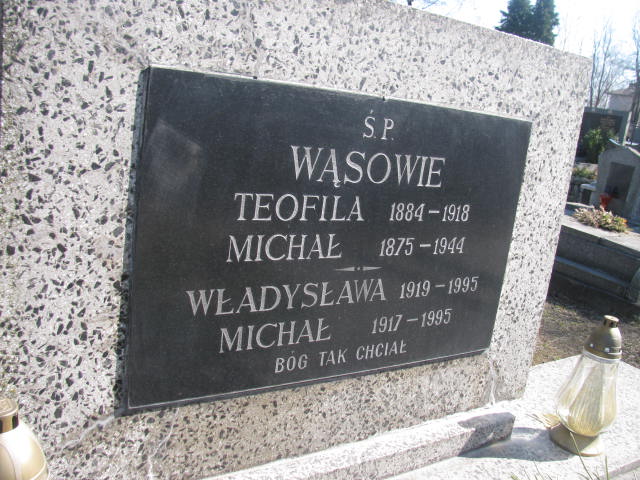 Ś.P.
WĄSOWIE
TEOFILA 1884-1918
MICHAŁ 1875-1944
WŁADYSŁAWA 1919-1995
MICHAŁ 1917-1995
BÓG TAK CHCIAŁ